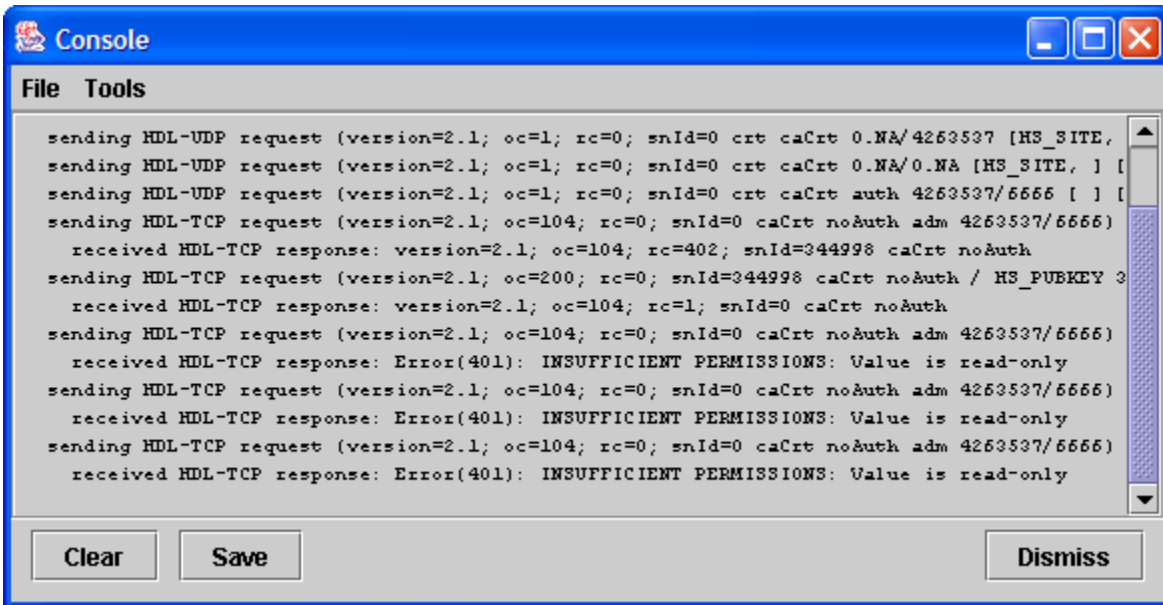 Console
File Tools
sending HDL-UDP request (version=2.1; oc=1; rc=0; snId=0 crt caCrt 0.NA/4263537 [HS_SITE,
sending HDL-UDP request (version=2.1; oc=1; rc=0; snId=0 crt caCrt 0.NA/0.NA [HS_SITE, ] [
sending HDL-UDP request (version=2.1; oc=1; rc=0; snId=0 crt caCrt auth 4263537/6666 [ ] [
sending HDL-TCP request (version=2.1; oc=104; rc=0; snId=0 caCrt noAuth adm 4263537/6666)
received HDL-TCP response: version=2.1; oc=104; rc=402; snId=344998 caCrt noAuth
sending HDL-TCP request (version=2.1; oc=200; rc=0; snId=344998 caCrt noAuth / HS_PUBKEY 3
received HDL-TCP response: version=2.1; oc=104; rc=1; snId=0 caCrt noAuth
sending HDL-TCP request (version=2.1; oc=104; rc=0; snId=0 caCrt noAuth adm 4263537/6666)
received HDL-TCP response: Error(401): INSUFFICIENT PERMISSIONS: Value is read-only
sending HDL-TCP request (version=2.1; oc=104; rc=0; snId=0 caCrt noAuth adm 4263537/6666)
received HDL-TCP response: Error(401): INSUFFICIENT PERMISSIONS: Value is read-only
sending HDL-TCP request (version=2.1; oc=104; rc=0; snId=0 caCrt noAuth adm 4263537/6666)
received HDL-TCP response: Error(401): INSUFFICIENT PERMISSIONS: Value is read-only
Clear Save Dismiss